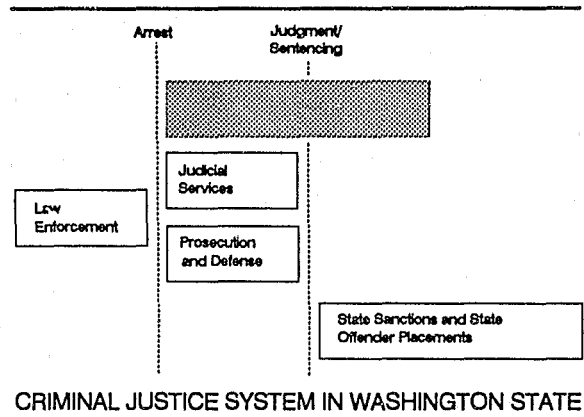 Arrest
Judgment/
Sentencing
Judicial
Services
Law
Enforcement
Prosecution
and Defense
State Sanctions and State
Offender Placements
CRIMINAL JUSTICE SYSTEM IN WASHINGTON STATE